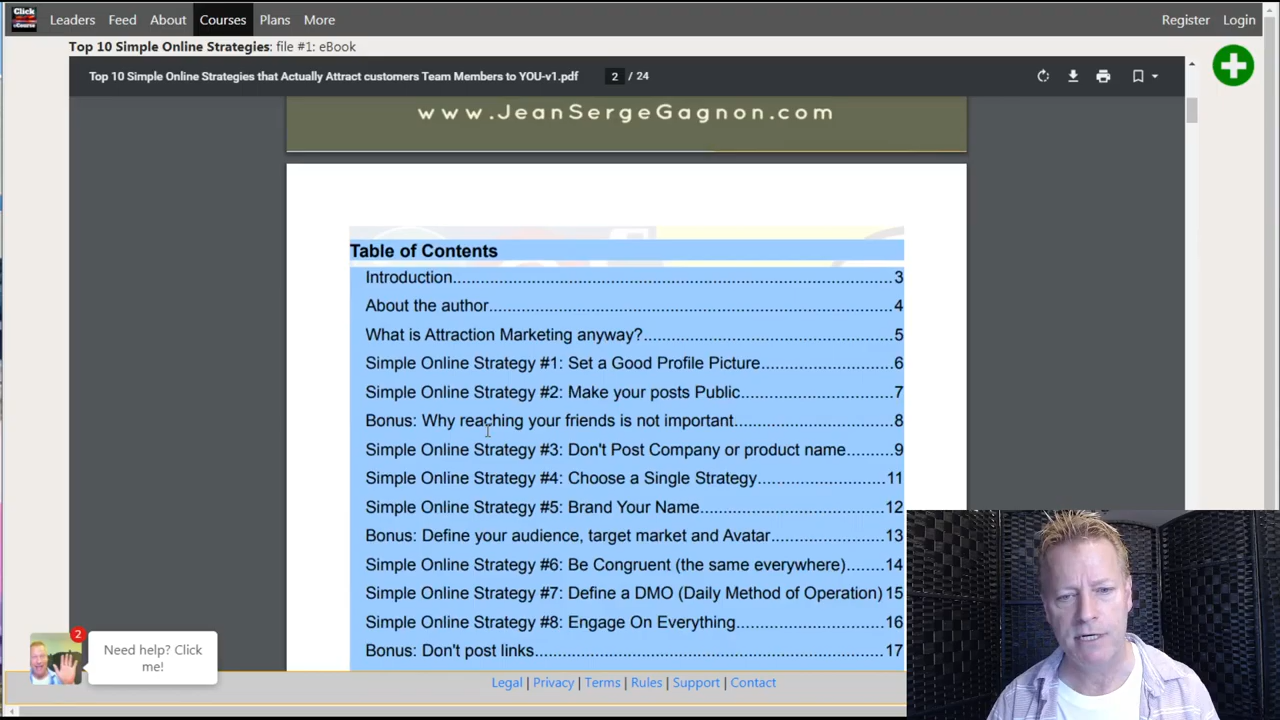 Click
eCourse
Leaders Feed About Courses Plans More Register Login
Top 10 Simple Online Strategies: file #1: eBook
Top 10 Simple Online Strategies that Actually Attract customers Team Members to YOU-v1.pdf 2 / 24
www.JeanSergeGagnon.com
Table of Contents
Introduction 3
About the author 4
What is Attraction Marketing anyway? 5
Simple Online Strategy #1: Set a Good Profile Picture 6
Simple Online Strategy #2: Make your posts Public 7
Bonus: Why reaching your friends is not important 8
Simple Online Strategy #3: Don't Post Company or product name 9
Simple Online Strategy #4: Choose a Single Strategy 11
Simple Online Strategy #5: Brand Your Name 12
Bonus: Define your audience, target market and Avatar 13
Simple Online Strategy #6: Be Congruent (the same everywhere) 14
Simple Online Strategy #7: Define a DMO (Daily Method of Operation) 15
Simple Online Strategy #8: Engage On Everything 16
Bonus: Don't post links 17
2
Need help? Click
me!
Legal | Privacy | Terms | Rules | Support | Contact